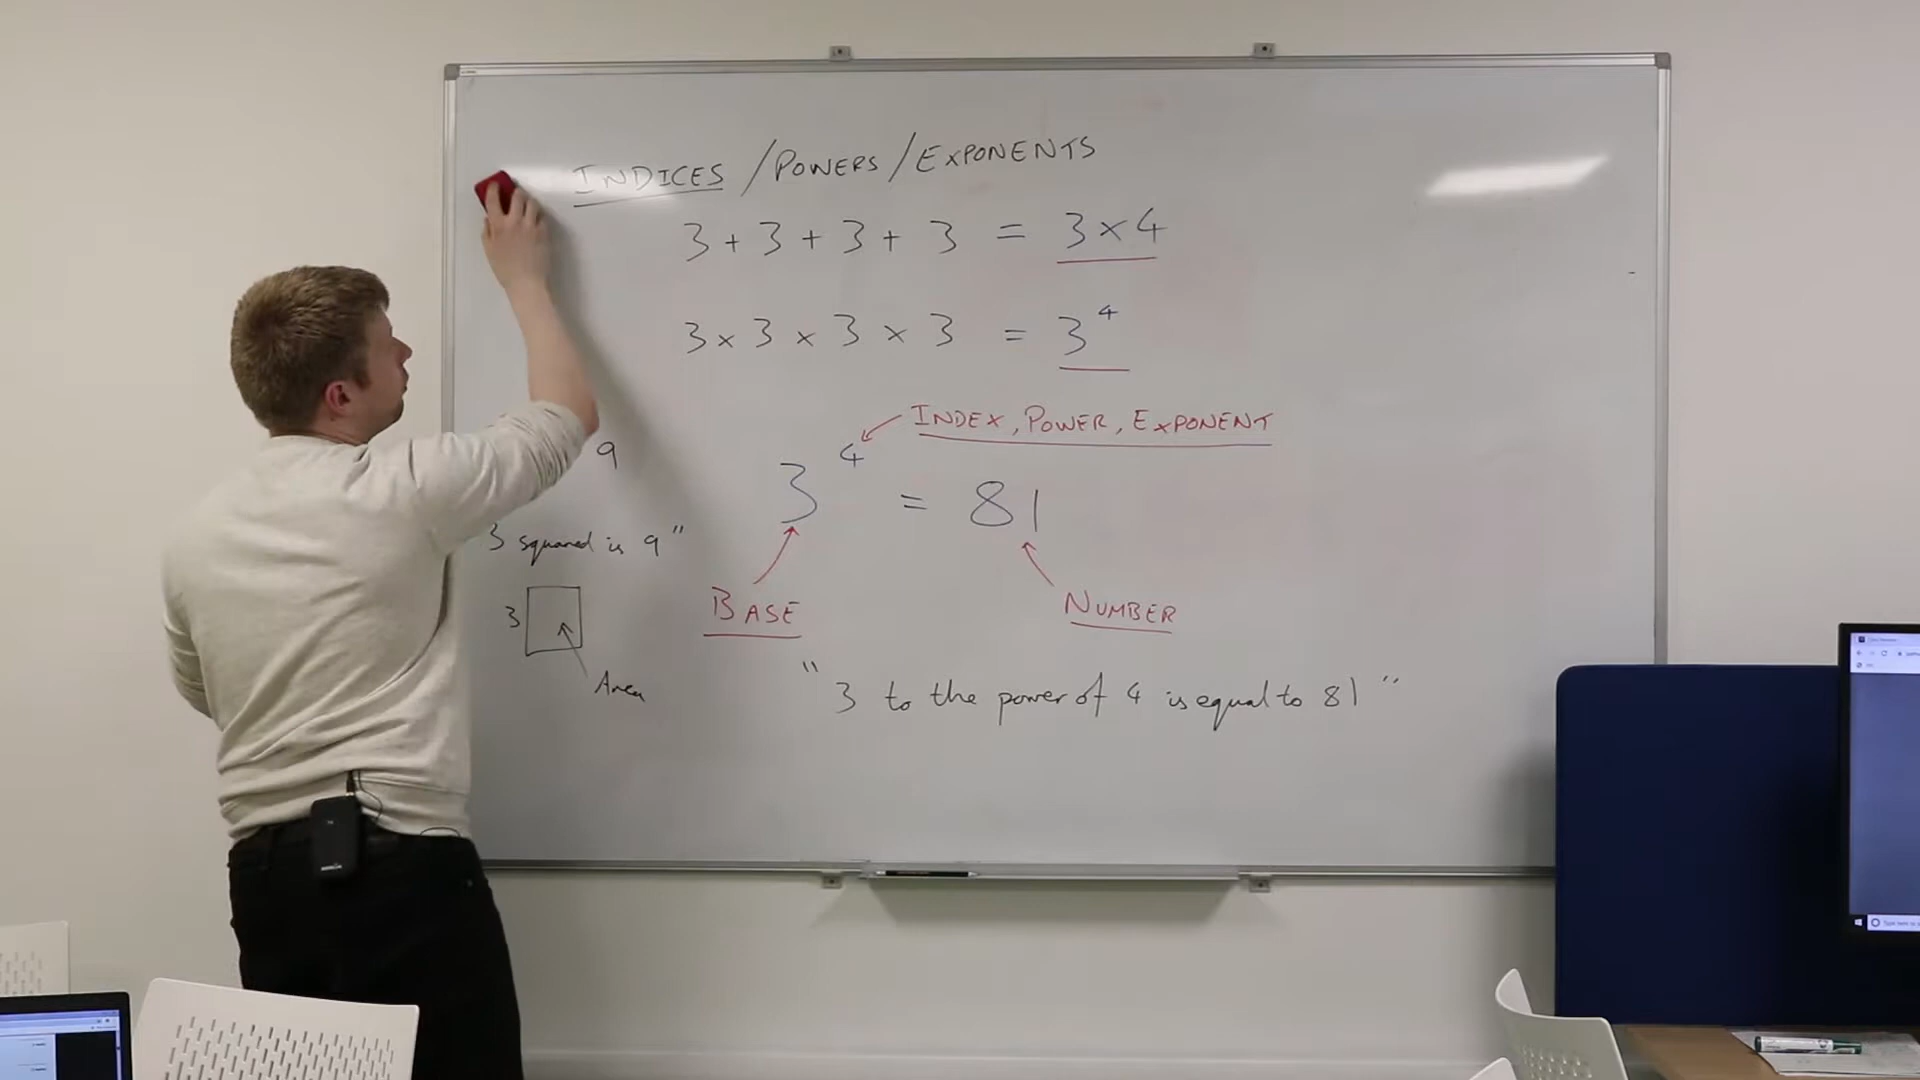 INDICES / POWERS / EXPONENTS
3 + 3 + 3 + 3 = 3 × 4
3 × 3 × 3 × 3 = 3⁴
INDEX, POWER, EXPONENT
9
3⁴ = 81
3 squared is 9"
3
BASE
NUMBER
Area
"3 to the power of 4 is equal to 81"